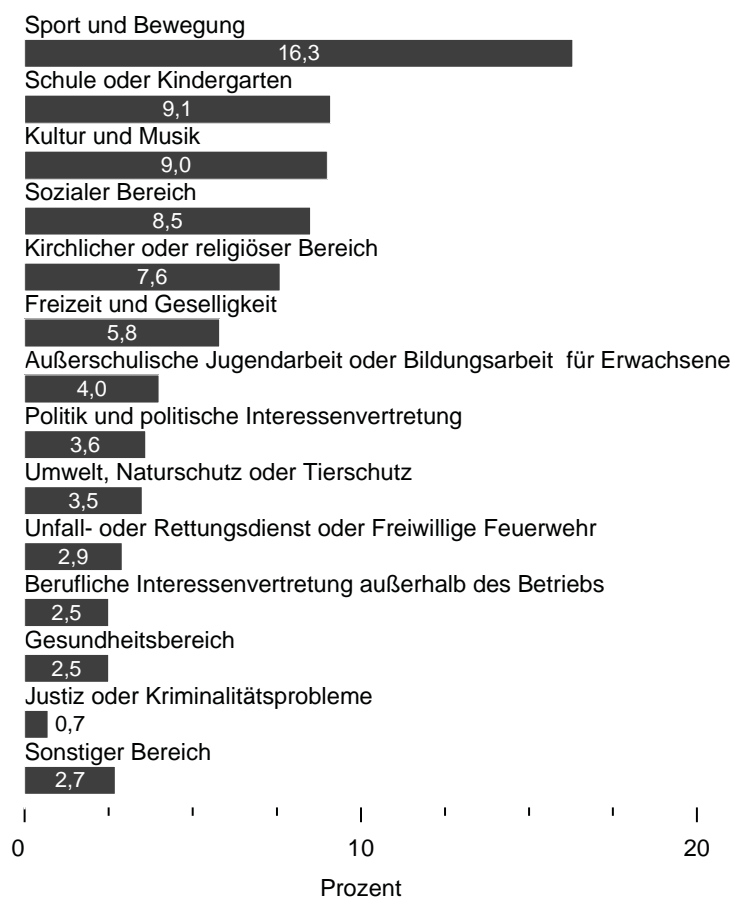 Sport und Bewegung
16,3
Schule oder Kindergarten
9,1
Kultur und Musik
9,0
Sozialer Bereich
8,5
Kirchlicher oder religiöser Bereich
7,6
Freizeit und Geselligkeit
5,8
Außerschulische Jugendarbeit oder Bildungsarbeit  für Erwachsene
4,0
Politik und politische Interessenvertretung
3,6
Umwelt, Naturschutz oder Tierschutz
3,5
Unfall- oder Rettungsdienst oder Freiwillige Feuerwehr
2,9
Berufliche Interessenvertretung außerhalb des Betriebs
2,5
Gesundheitsbereich
2,5
Justiz oder Kriminalitätsprobleme
0,7
Sonstiger Bereich
2,7
0 10 20
Prozent